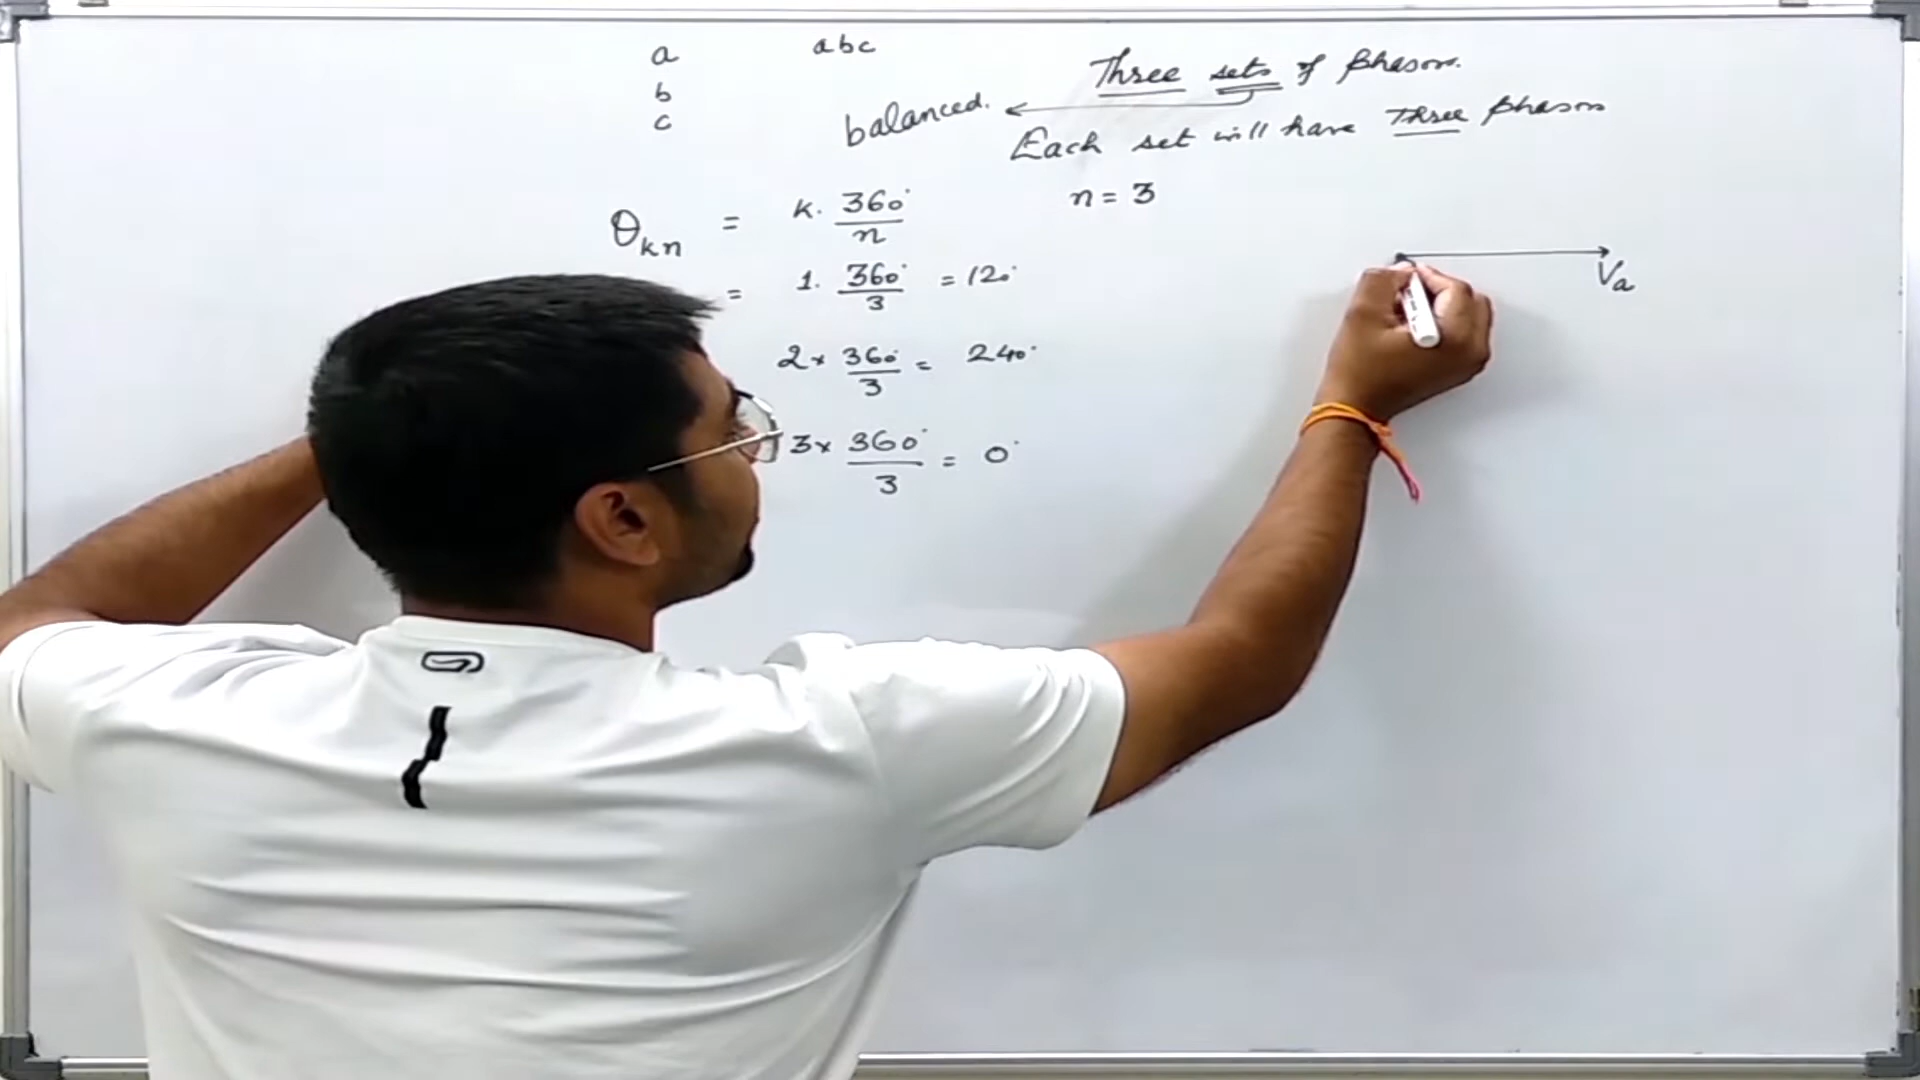 a
b
c
abc
balanced.
Three sets of phasors.
Each set will have Three phasors
n = 3
θkn = k. 360°/n
= 1. 360°/3 = 120°
2 × 360°/3 = 240°
3 × 360°/3 = 0°
Va